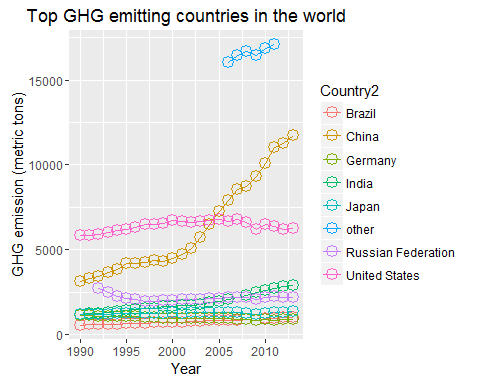 Top GHG emitting countries in the world
GHG emission (metric tons)
15000
10000
5000
0
1990
1995
2000
2005
2010
Year
Country2
Brazil
China
Germany
India
Japan
other
Russian Federation
United States